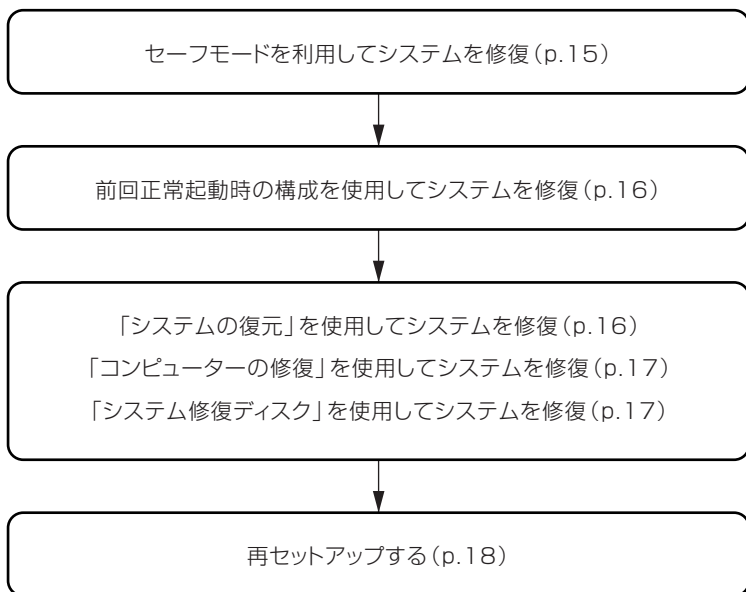 セーフモードを利用してシステムを修復(p.15)
前回正常起動時の構成を使用してシステムを修復(p.16)
「システムの復元」を使用してシステムを修復(p.16)
「コンピューターの修復」を使用してシステムを修復(p.17)
「システム修復ディスク」を使用してシステムを修復(p.17)
再セットアップする(p.18)